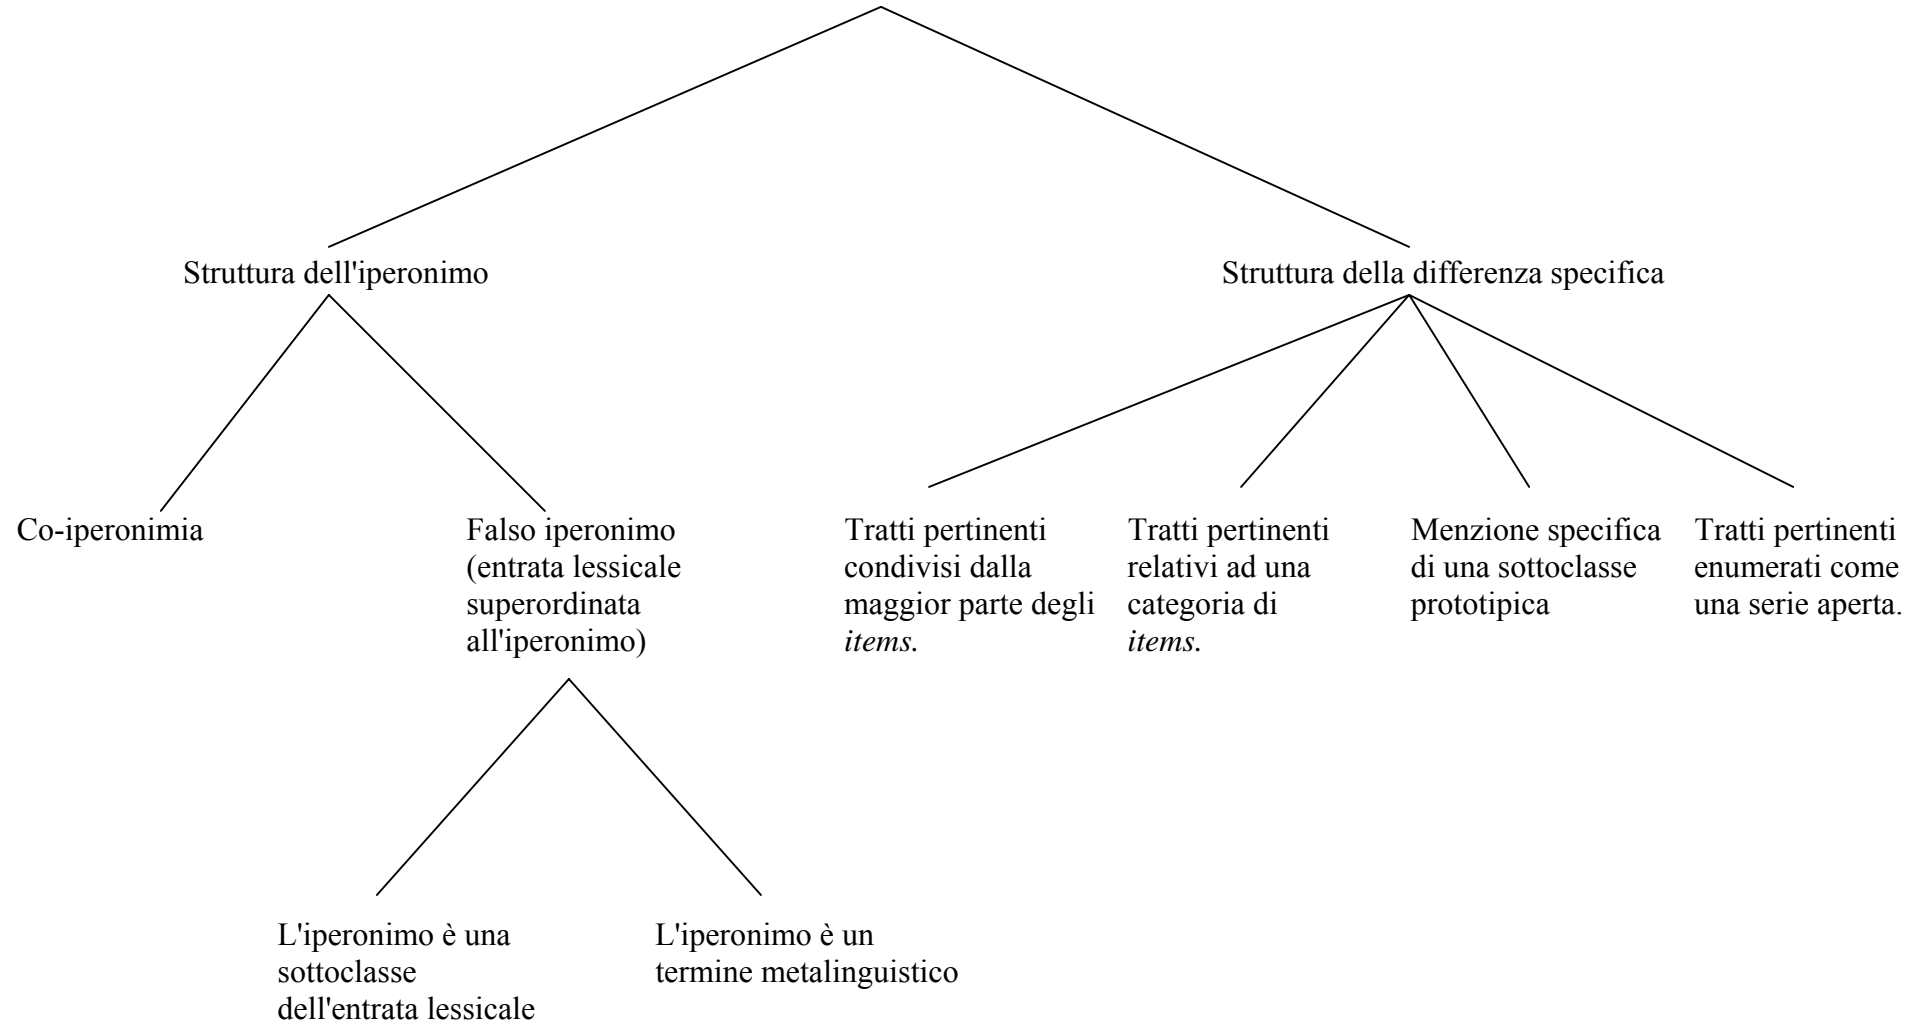 Struttura dell'iperonimo
Struttura della differenza specifica
Co-iperonimia
Falso iperonimo
(entrata lessicale
superordinata
all'iperonimo)
Tratti pertinenti
condivisi dalla
maggior parte degli
items.
Tratti pertinenti
relativi ad una
categoria di
items.
Menzione specifica
di una sottoclasse
prototipica
Tratti pertinenti
enumerati come
una serie aperta.
L'iperonimo è una
sottoclasse
dell'entrata lessicale
L'iperonimo è un
termine metalinguistico